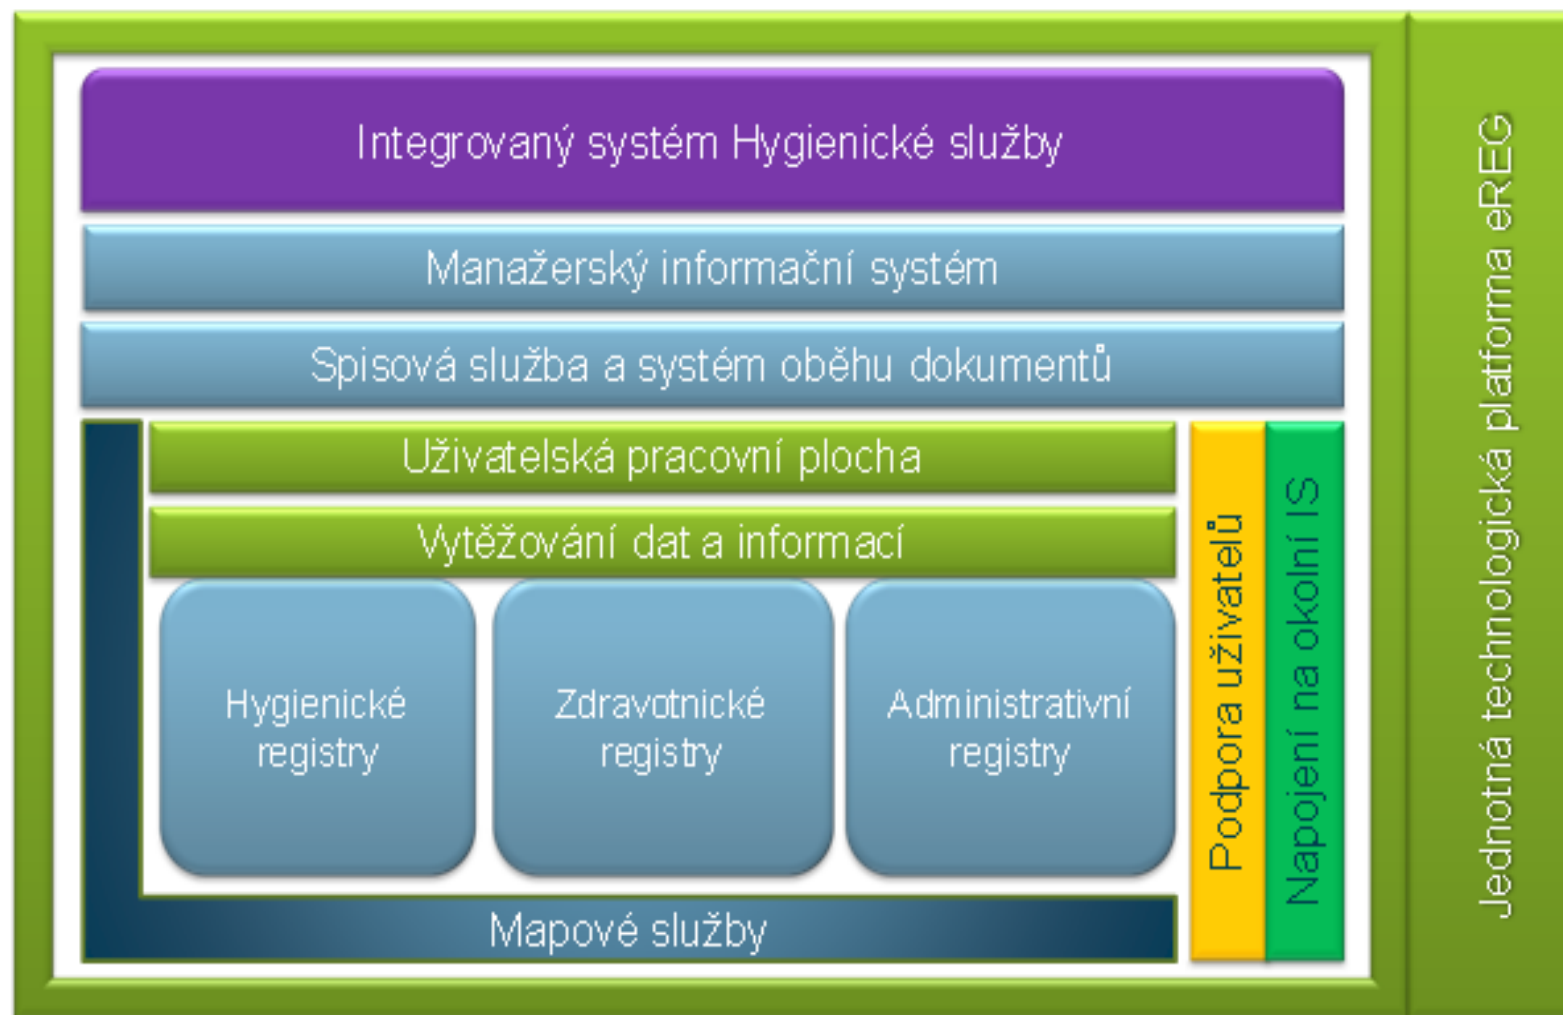 Integrovaný systém Hygienické služby
Manažerský informační systém
Spisová služba a systém oběhu dokumentů
Uživatelská pracovní plocha
Vytěžování dat a informací
Hygienické
registry
Zdravotnické
registry
Administrativní
registry
Mapové služby
Podpora uživatelů
Napojení na okolní IS
Jednotná technologická platforma eREG